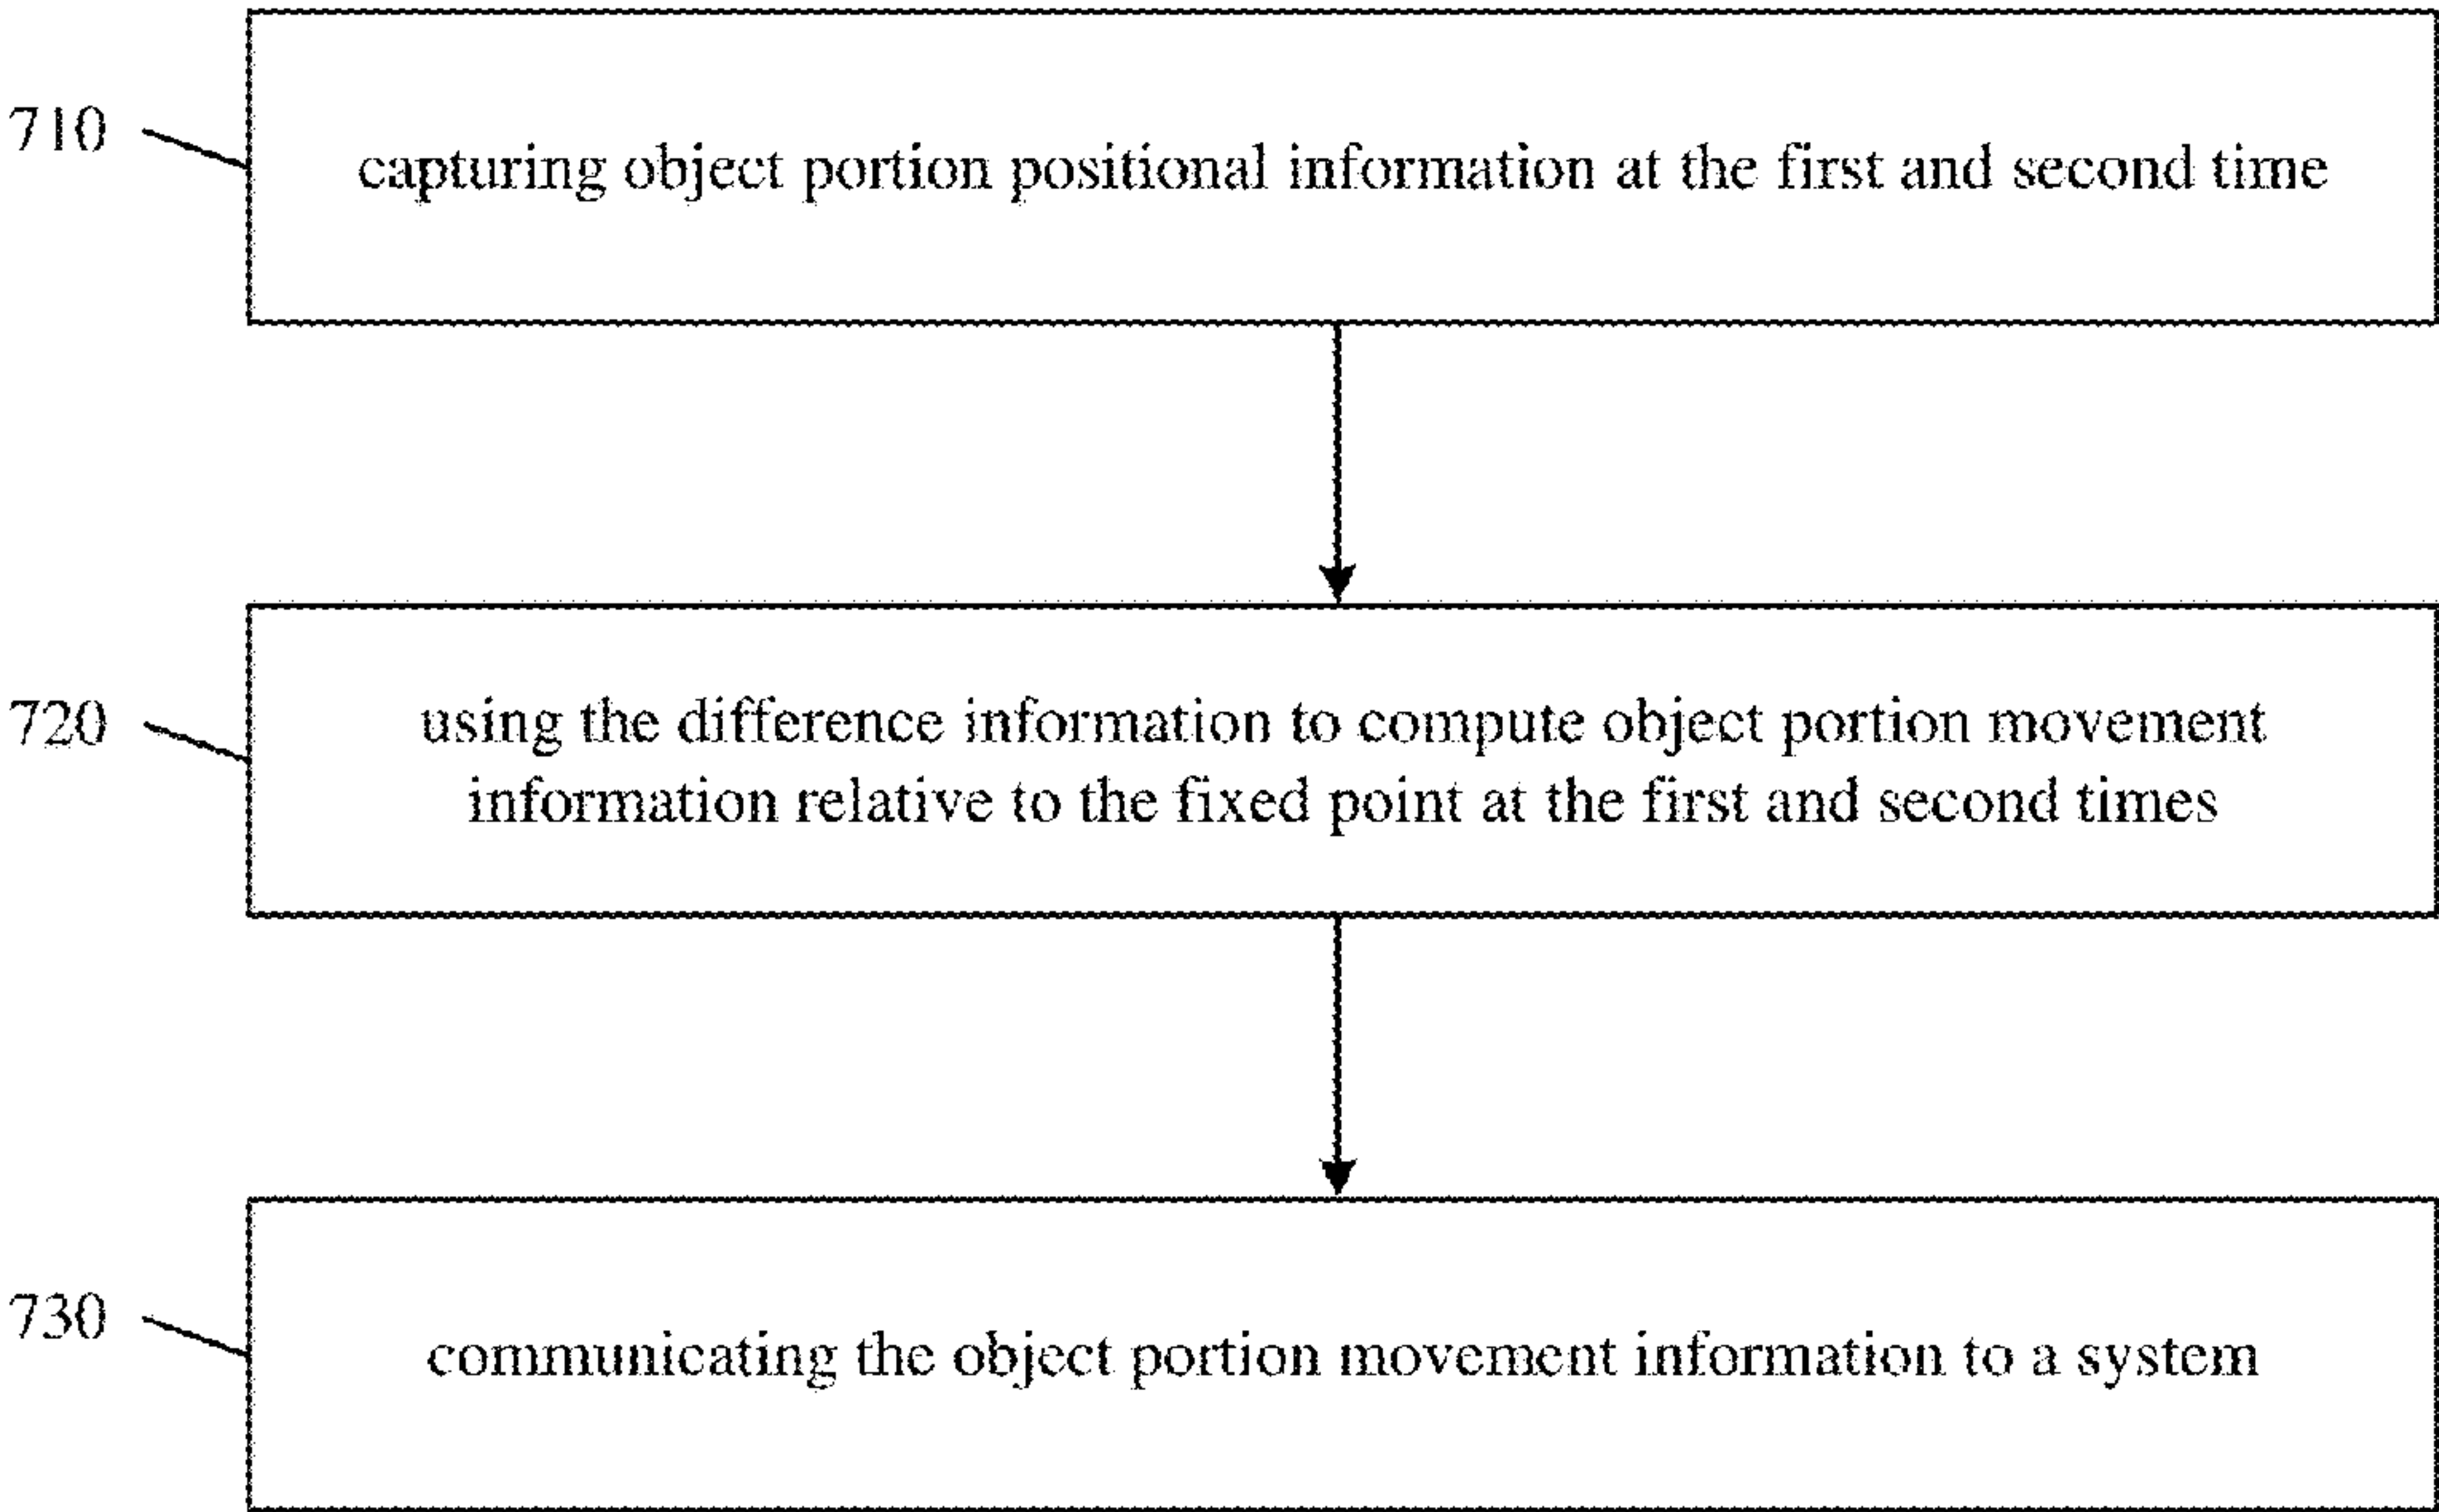 710
capturing object portion positional information at the first and second time
720
using the difference information to compute object portion movement
information relative to the fixed point at the first and second times
730
communicating the object portion movement information to a system